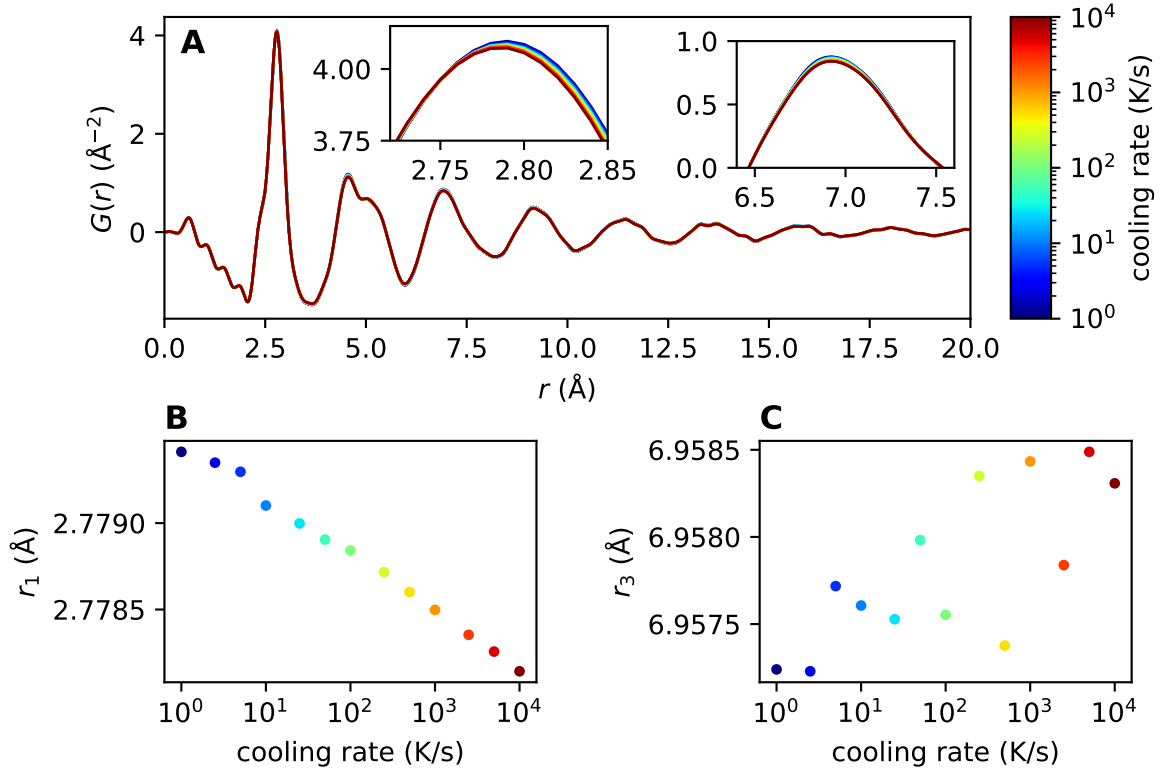 A
4
2
0
G(r) (Å⁻²)
0.0 2.5 5.0 7.5 10.0 12.5 15.0 17.5 20.0
r (Å)
4.00
3.75
2.75 2.80 2.85
1.0
0.5
0.0
6.5 7.0 7.5
10⁴
10³
10²
10¹
10⁰
cooling rate (K/s)
B
2.7790
2.7785
r₁ (Å)
10⁰ 10¹ 10² 10³ 10⁴
cooling rate (K/s)
C
6.9585
6.9580
6.9575
r₃ (Å)
10⁰ 10¹ 10² 10³ 10⁴
cooling rate (K/s)